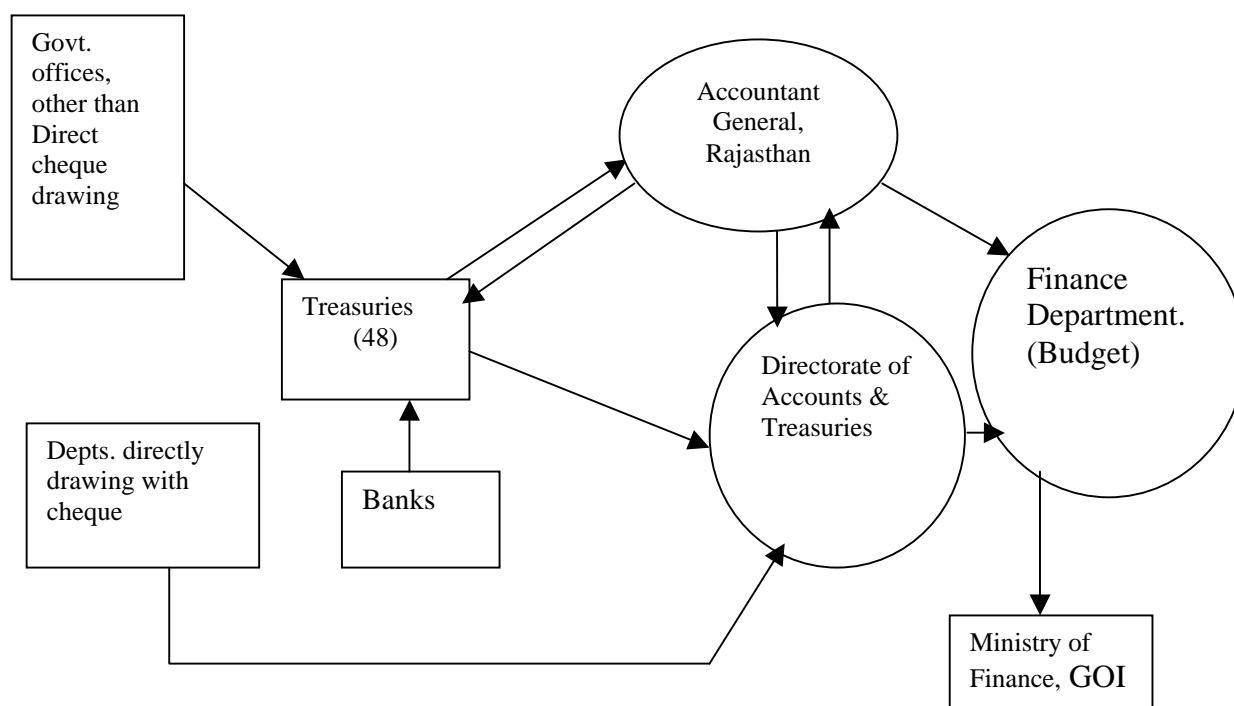 Govt.
offices,
other than
Direct
cheque
drawing
Accountant
General,
Rajasthan
Treasuries
(48)
Finance
Department.
(Budget)
Directorate of
Accounts &
Treasuries
Depts. directly
drawing with
cheque
Banks
Ministry of
Finance, GOI